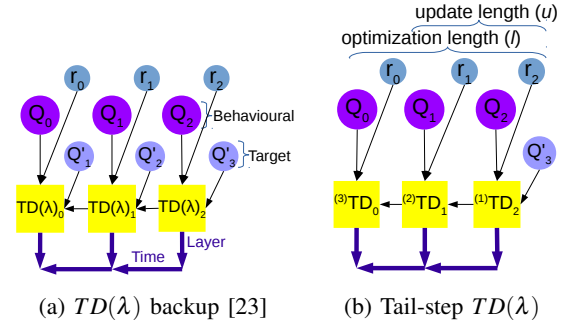 update length (u)
optimization length (l)
r₀ r₁ r₂
Q₀ Q₁ Q₂ Behavioural
Q'₁ Q'₂ Q'₃ Target
TD(λ)₀ TD(λ)₁ TD(λ)₂
Layer
Time
r₀ r₁ r₂
Q₀ Q₁ Q₂
Q'₃
⁽³⁾TD₀ ⁽²⁾TD₁ ⁽¹⁾TD₂
(a) TD(λ) backup [23]
(b) Tail-step TD(λ)